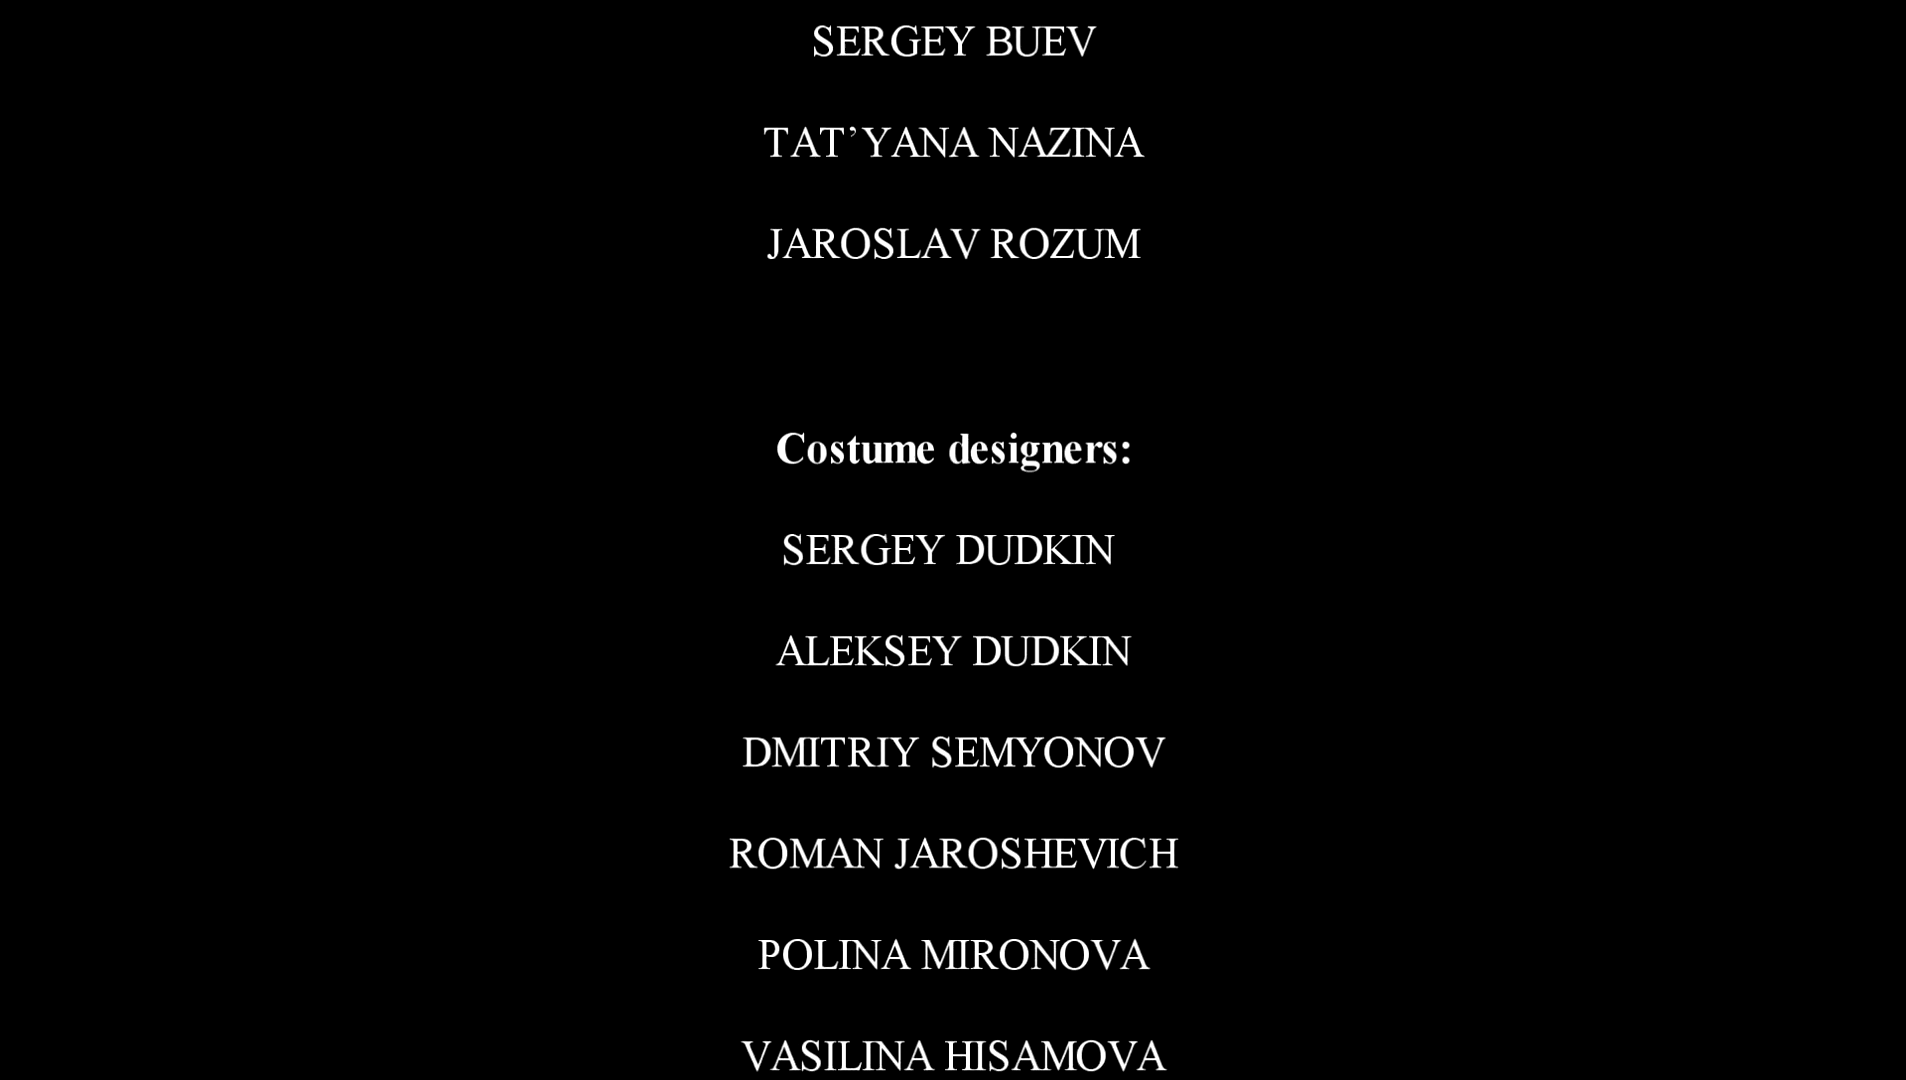 SERGEY BUEV
TAT’YANA NAZINA
JAROSLAV ROZUM
Costume designers:
SERGEY DUDKIN
ALEKSEY DUDKIN
DMITRIY SEMYONOV
ROMAN JAROSHEVICH
POLINA MIRONOVA
VASILINA HISAMOVA